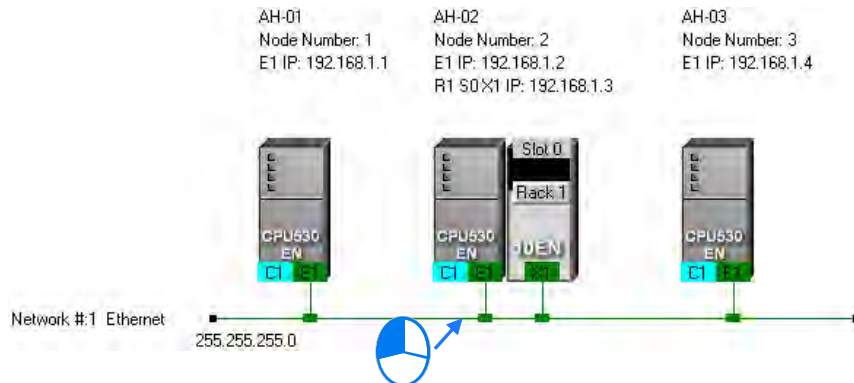 AH-01
Node Number: 1
E1 IP: 192.168.1.1
AH-02
Node Number: 2
E1 IP: 192.168.1.2
R1 S0X1 IP: 192.168.1.3
AH-03
Node Number: 3
E1 IP: 192.168.1.4
CPU530
EN
C1 E1
CPU530
EN
C1 E1
Slot 0
Rack 1
10EN
X1
CPU530
EN
C1 E1
Network #:1 Ethernet
255.255.255.0